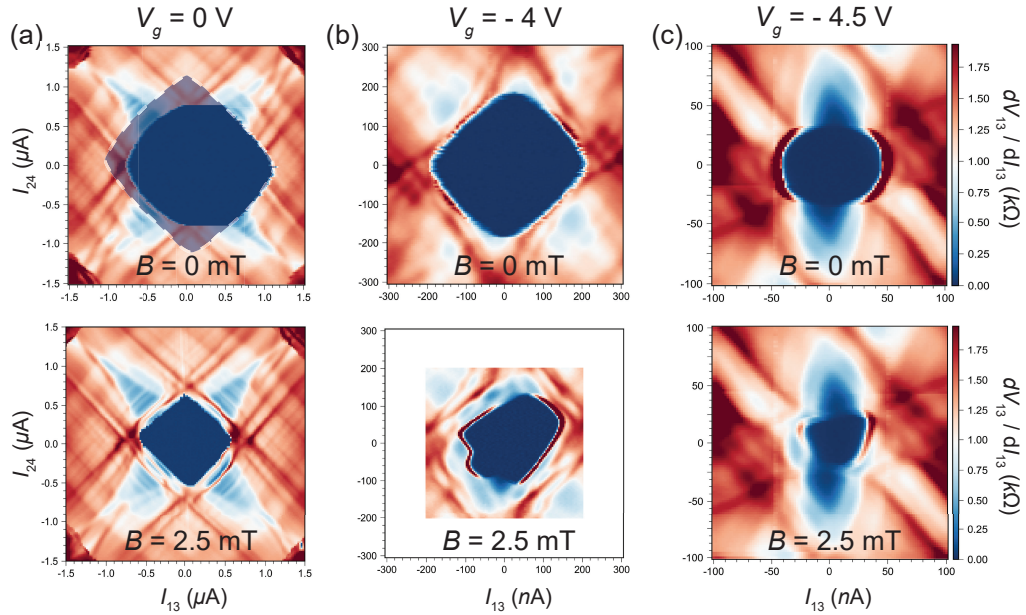 (a) V_g = 0 V
(b) V_g = - 4 V
(c) V_g = - 4.5 V
I_24 (µA)
1.5
1.0
0.5
0.0
-0.5
-1.0
-1.5
B = 0 mT
-1.5 -1.0 -0.5 0.0 0.5 1.0 1.5
300
200
100
0
-100
-200
-300
B = 0 mT
-300 -200 -100 0 100 200 300
100
50
0
-50
-100
B = 0 mT
-100 -50 0 50 100
1.75
1.50
1.25
1.00
0.75
0.50
0.25
0.00
dV_13 / dI_13 (kΩ)
I_24 (µA)
1.5
1.0
0.5
0.0
-0.5
-1.0
-1.5
B = 2.5 mT
-1.5 -1.0 -0.5 0.0 0.5 1.0 1.5
I_13 (µA)
300
200
100
0
-100
-200
-300
B = 2.5 mT
-300 -200 -100 0 100 200 300
I_13 (nA)
100
50
0
-50
-100
B = 2.5 mT
-100 -50 0 50 100
I_13 (nA)
1.75
1.50
1.25
1.00
0.75
0.50
0.25
0.00
dV_13 / dI_13 (kΩ)